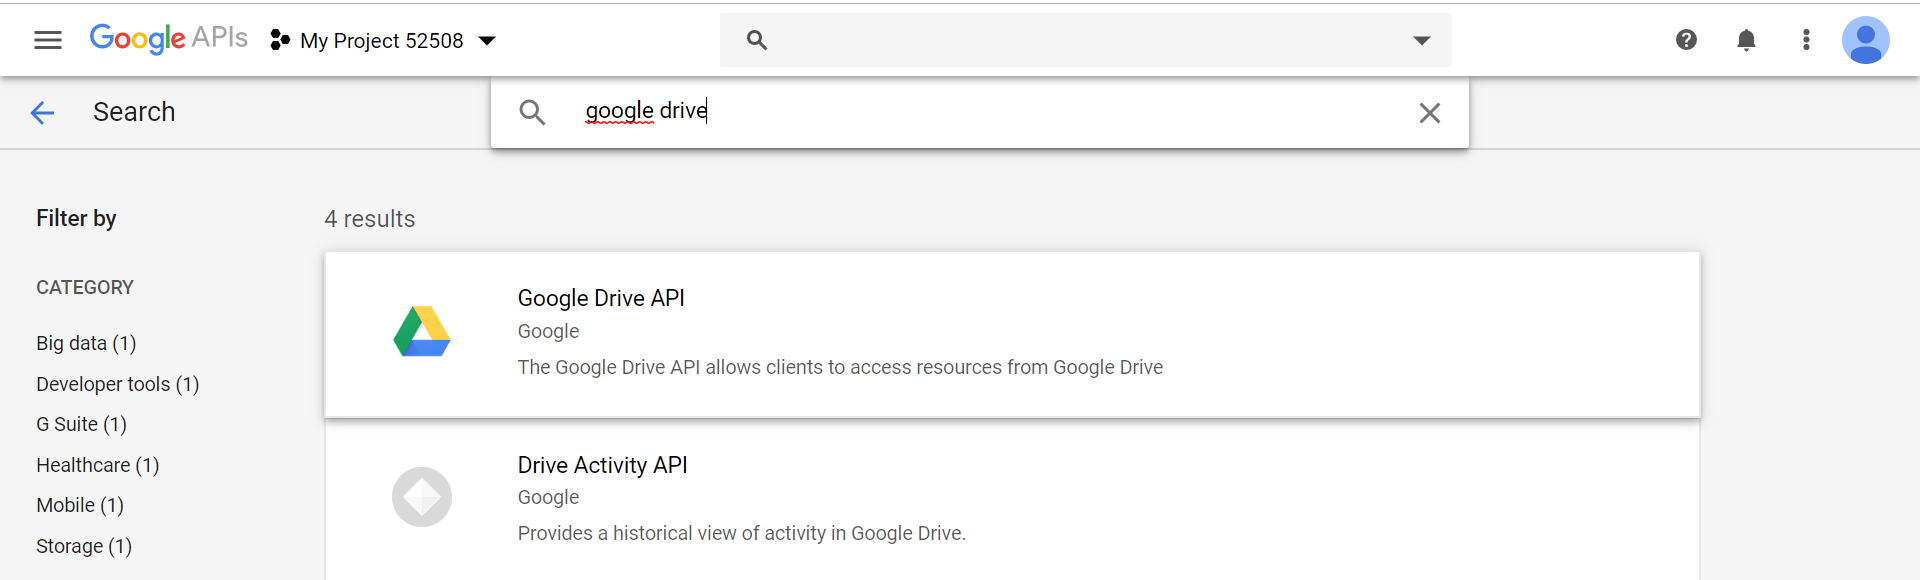 Google APIs My Project 52508
Search
google drive
Filter by
4 results
CATEGORY
Big data (1)
Developer tools (1)
G Suite (1)
Healthcare (1)
Mobile (1)
Storage (1)
Google Drive API
Google
The Google Drive API allows clients to access resources from Google Drive
Drive Activity API
Google
Provides a historical view of activity in Google Drive.